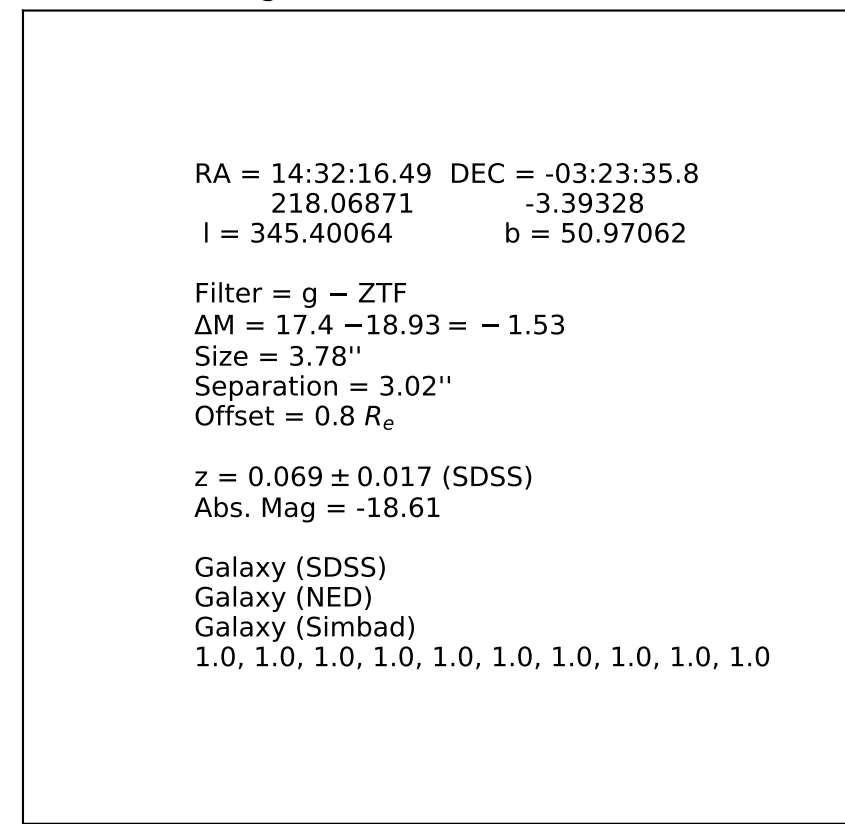 RA = 14:32:16.49 DEC = -03:23:35.8
218.06871 -3.39328
l = 345.40064 b = 50.97062
Filter = g − ZTF
ΔM = 17.4 −18.93 = − 1.53
Size = 3.78''
Separation = 3.02''
Offset = 0.8 Re
z = 0.069 ± 0.017 (SDSS)
Abs. Mag = -18.61
Galaxy (SDSS)
Galaxy (NED)
Galaxy (Simbad)
1.0, 1.0, 1.0, 1.0, 1.0, 1.0, 1.0, 1.0, 1.0, 1.0